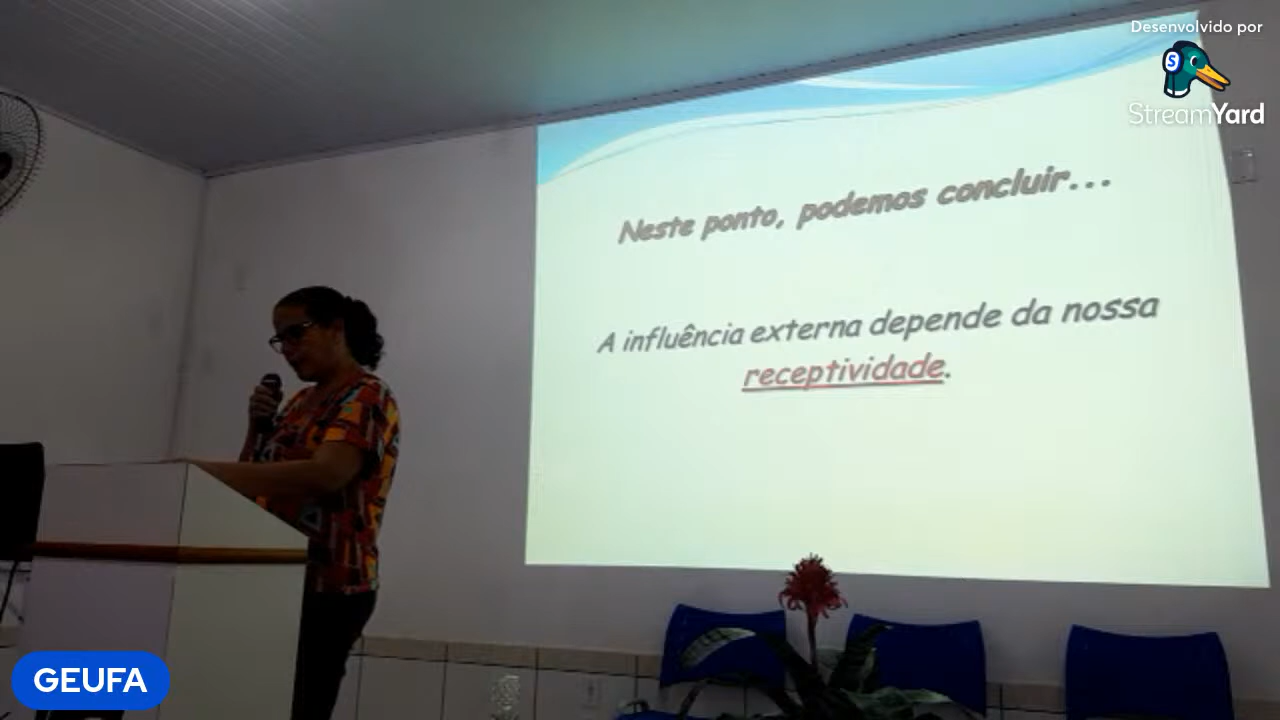 Desenvolvido por
StreamYard
Neste ponto, podemos concluir...
A influência externa depende da nossa
receptividade.
GEUFA